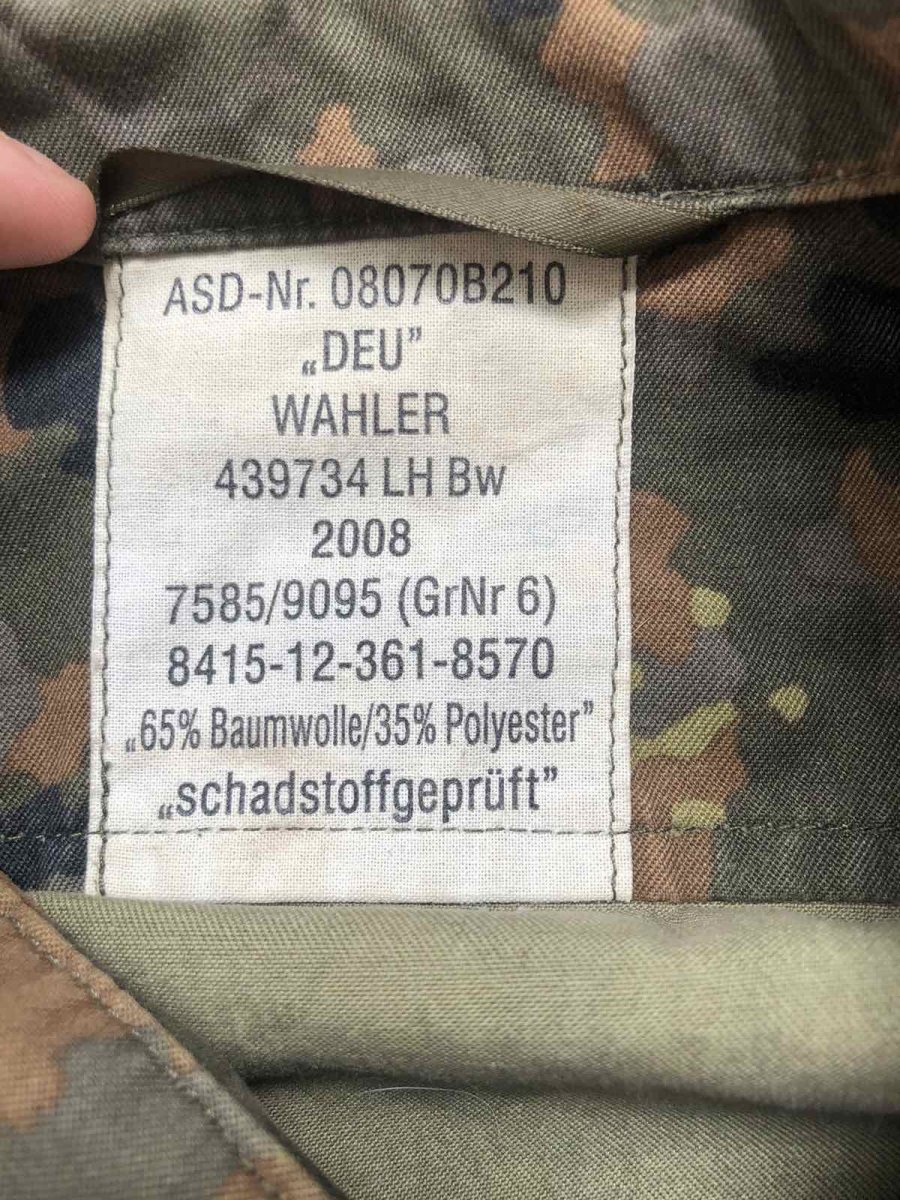 ASD-Nr. 08070B210
„DEU”
WAHLER
439734 LH Bw
2008
7585/9095 (GrNr 6)
8415-12-361-8570
„65% Baumwolle/35% Polyester”
„schadstoffgeprüft”